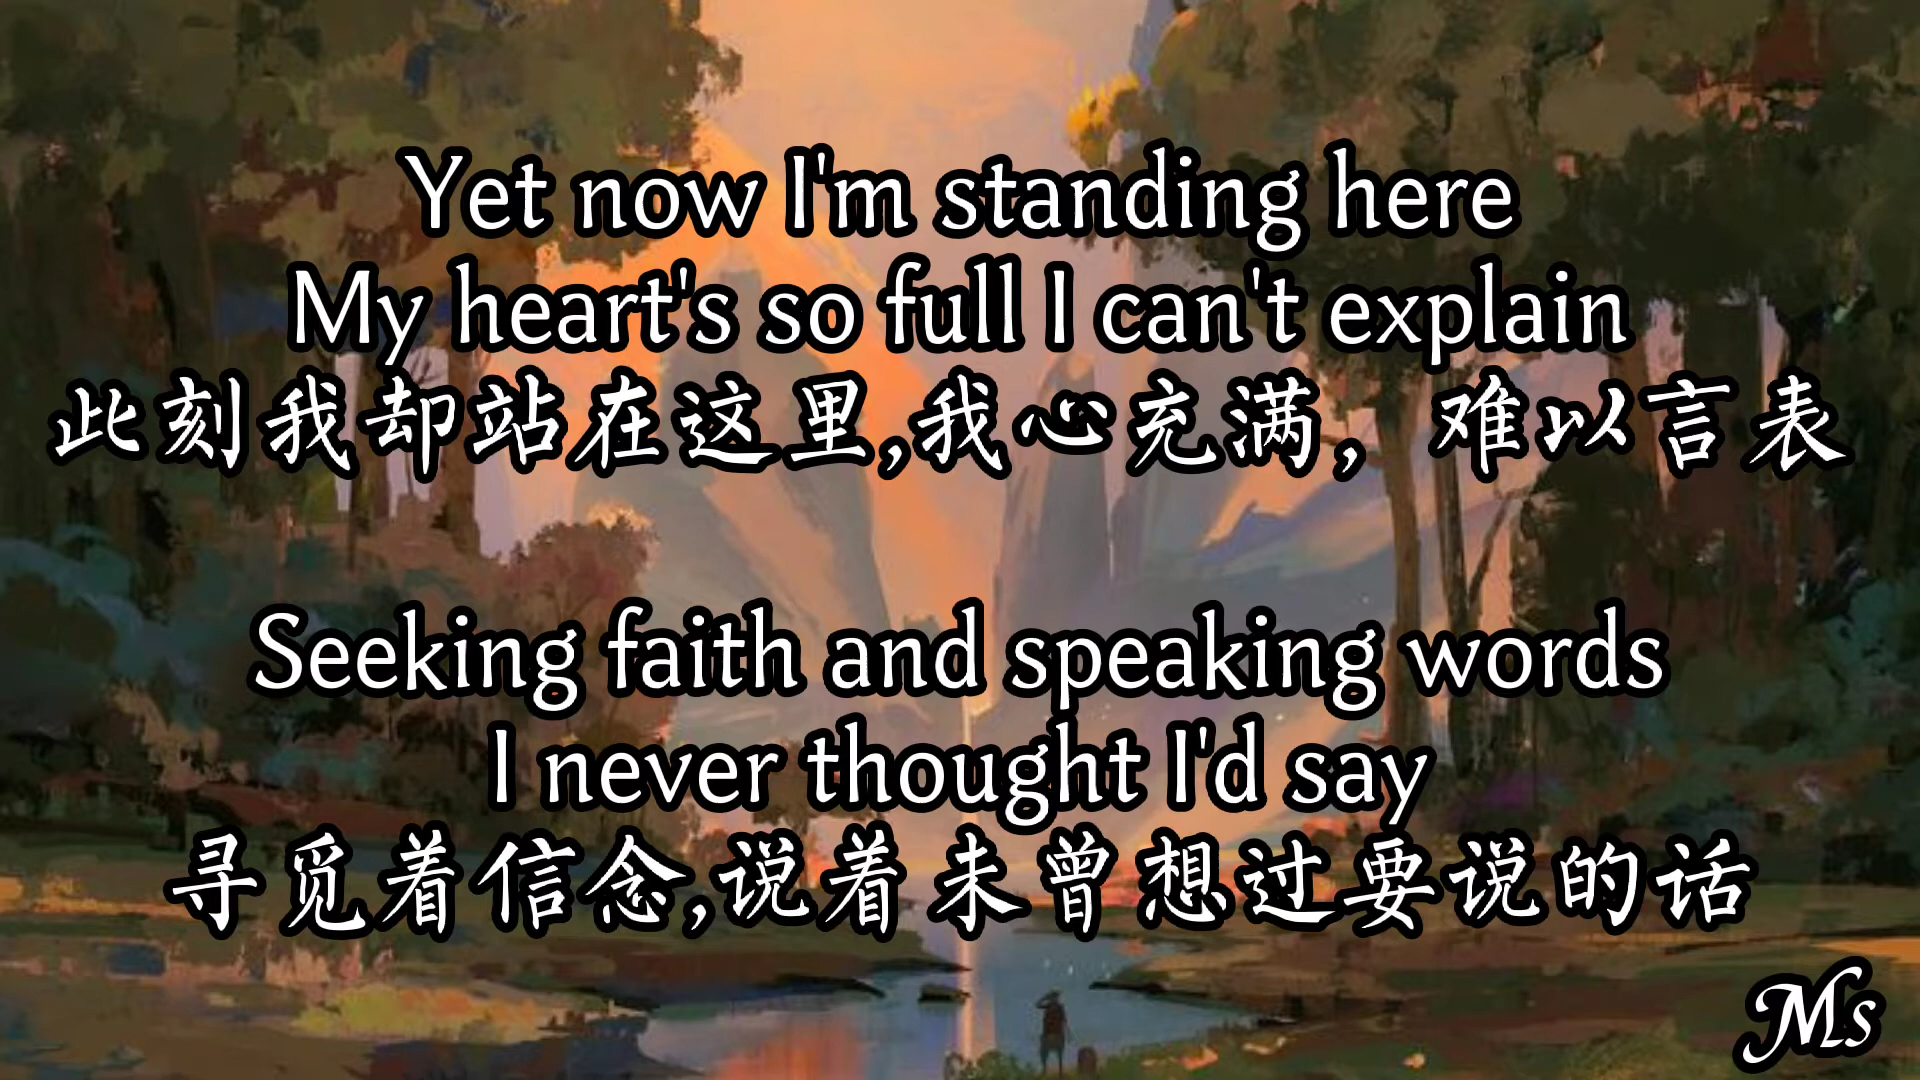 Yet now I'm standing here
My heart's so full I can't explain
此刻我却站在这里,我心充满，难以言表
Seeking faith and speaking words
I never thought I'd say
寻觅着信念,说着未曾想过要说的话
Ms